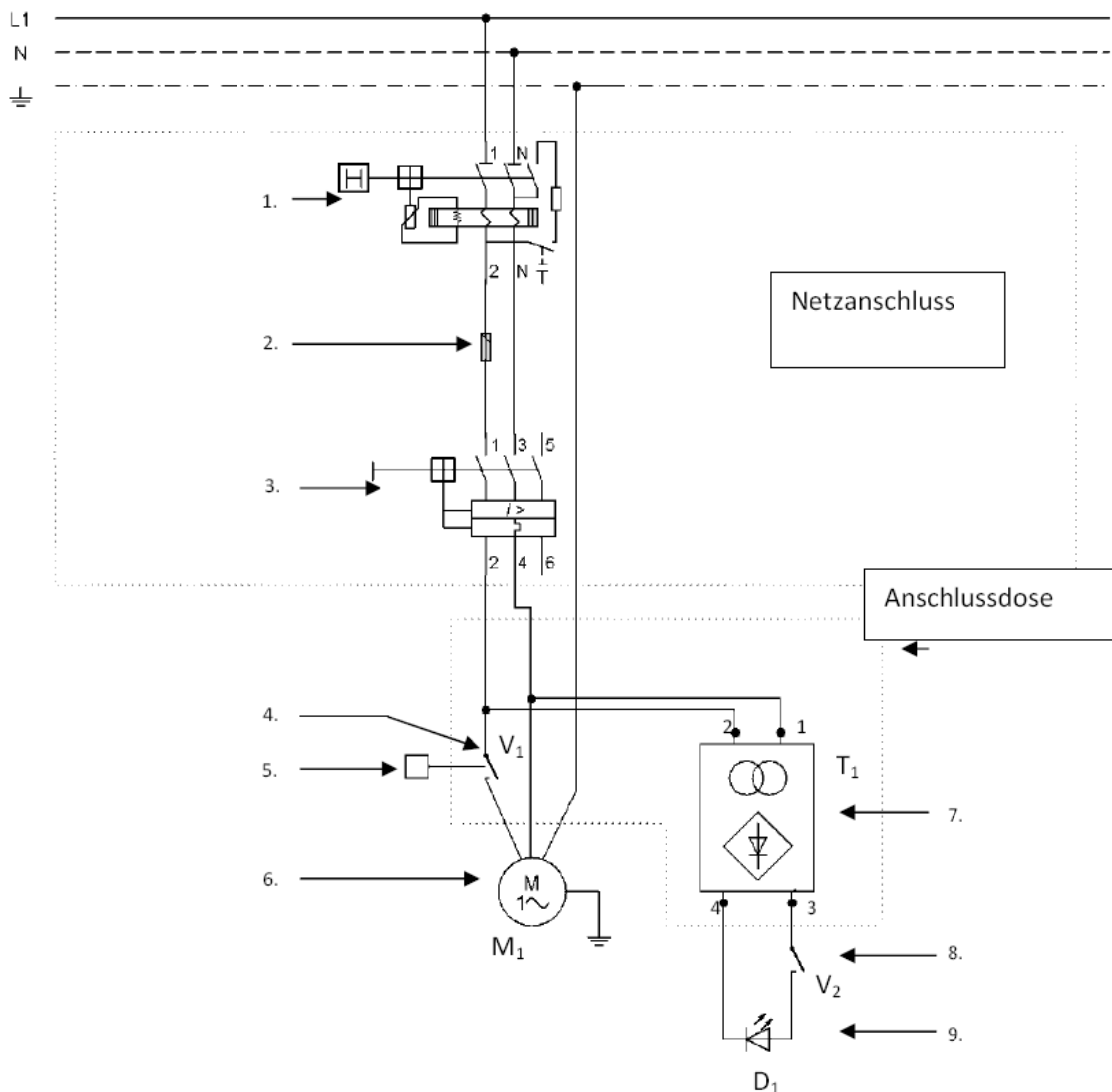 L1
N
1 N
1.
2 N
T
2.
Netzanschluss
1 3 5
3.
i >
2 4 6
Anschlussdose
4.
V₁
2 1
5.
T₁
7.
6.
M
1~
M₁
4 3
8.
V₂
9.
D₁